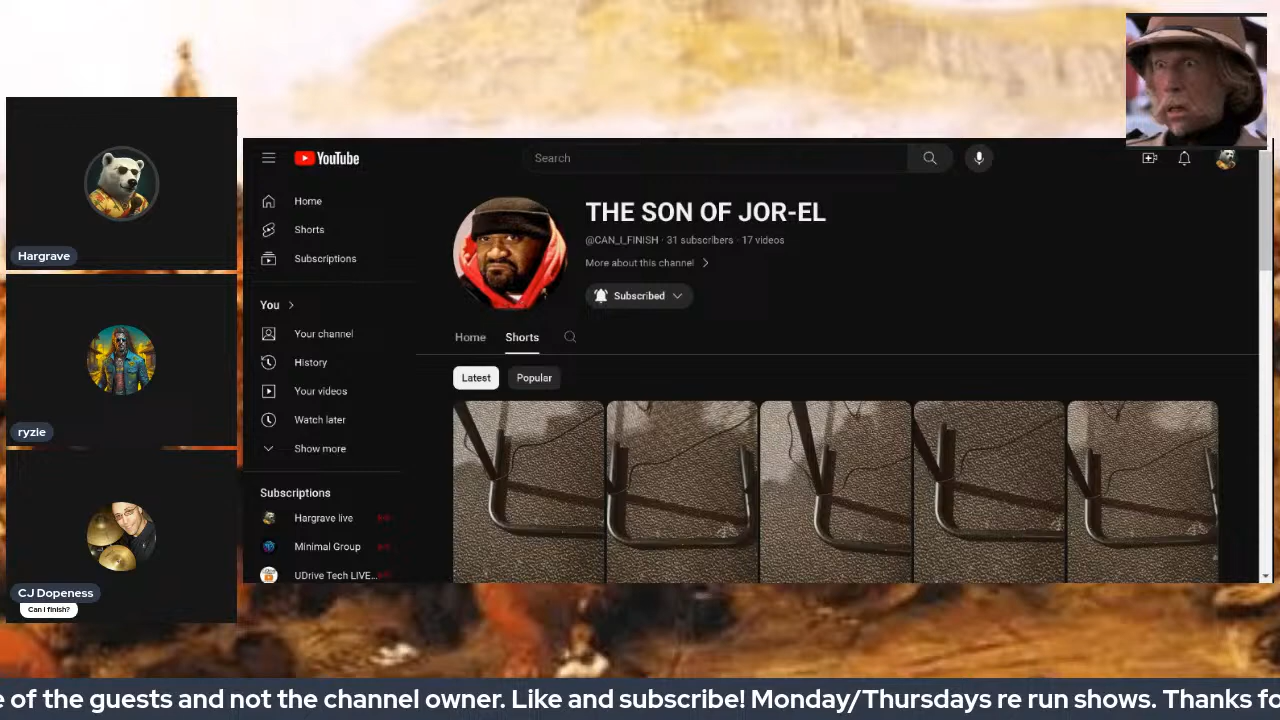 Hargrave
ryzie
CJ Dopeness
Can I finish?
YouTube
Search
Home
Shorts
Subscriptions
You
Your channel
History
Your videos
Watch later
Show more
Subscriptions
Hargrave live
Minimal Group
UDrive Tech LIVE...
THE SON OF JOR-EL
@CAN_I_FINISH · 31 subscribers · 17 videos
More about this channel
Subscribed
Home Shorts
Latest Popular
e of the guests and not the channel owner. Like and subscribe! Monday/Thursdays re run shows. Thanks fo